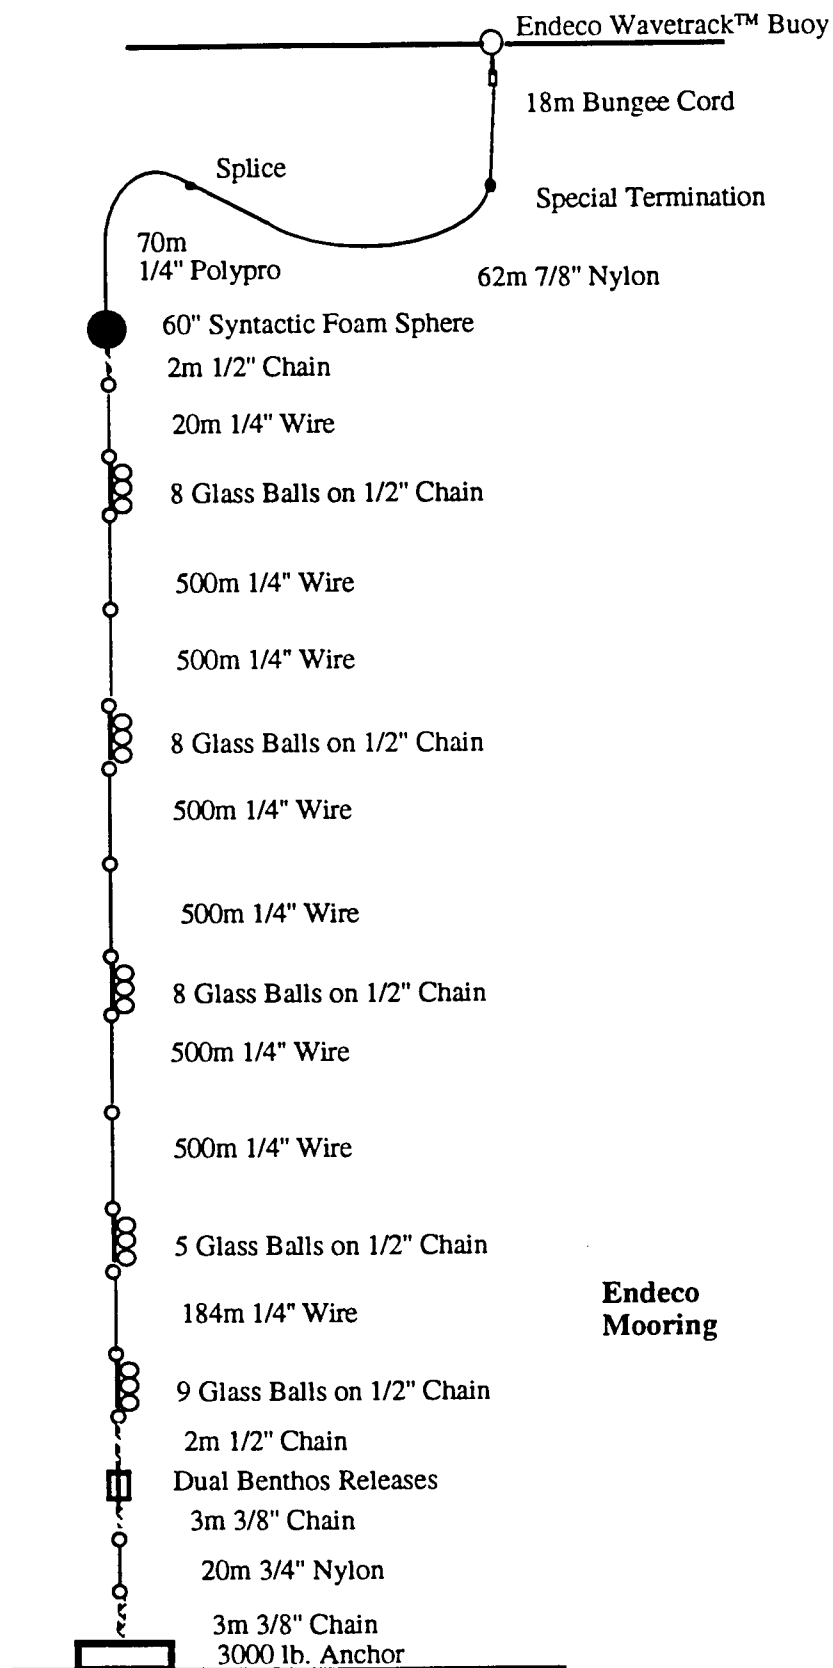 Endeco Wavetrack™ Buoy
18m Bungee Cord
Splice
Special Termination
70m
1/4" Polypro
62m 7/8" Nylon
60" Syntactic Foam Sphere
2m 1/2" Chain
20m 1/4" Wire
8 Glass Balls on 1/2" Chain
500m 1/4" Wire
500m 1/4" Wire
8 Glass Balls on 1/2" Chain
500m 1/4" Wire
500m 1/4" Wire
8 Glass Balls on 1/2" Chain
500m 1/4" Wire
500m 1/4" Wire
5 Glass Balls on 1/2" Chain
184m 1/4" Wire
Endeco
Mooring
9 Glass Balls on 1/2" Chain
2m 1/2" Chain
Dual Benthos Releases
3m 3/8" Chain
20m 3/4" Nylon
3m 3/8" Chain
3000 lb. Anchor